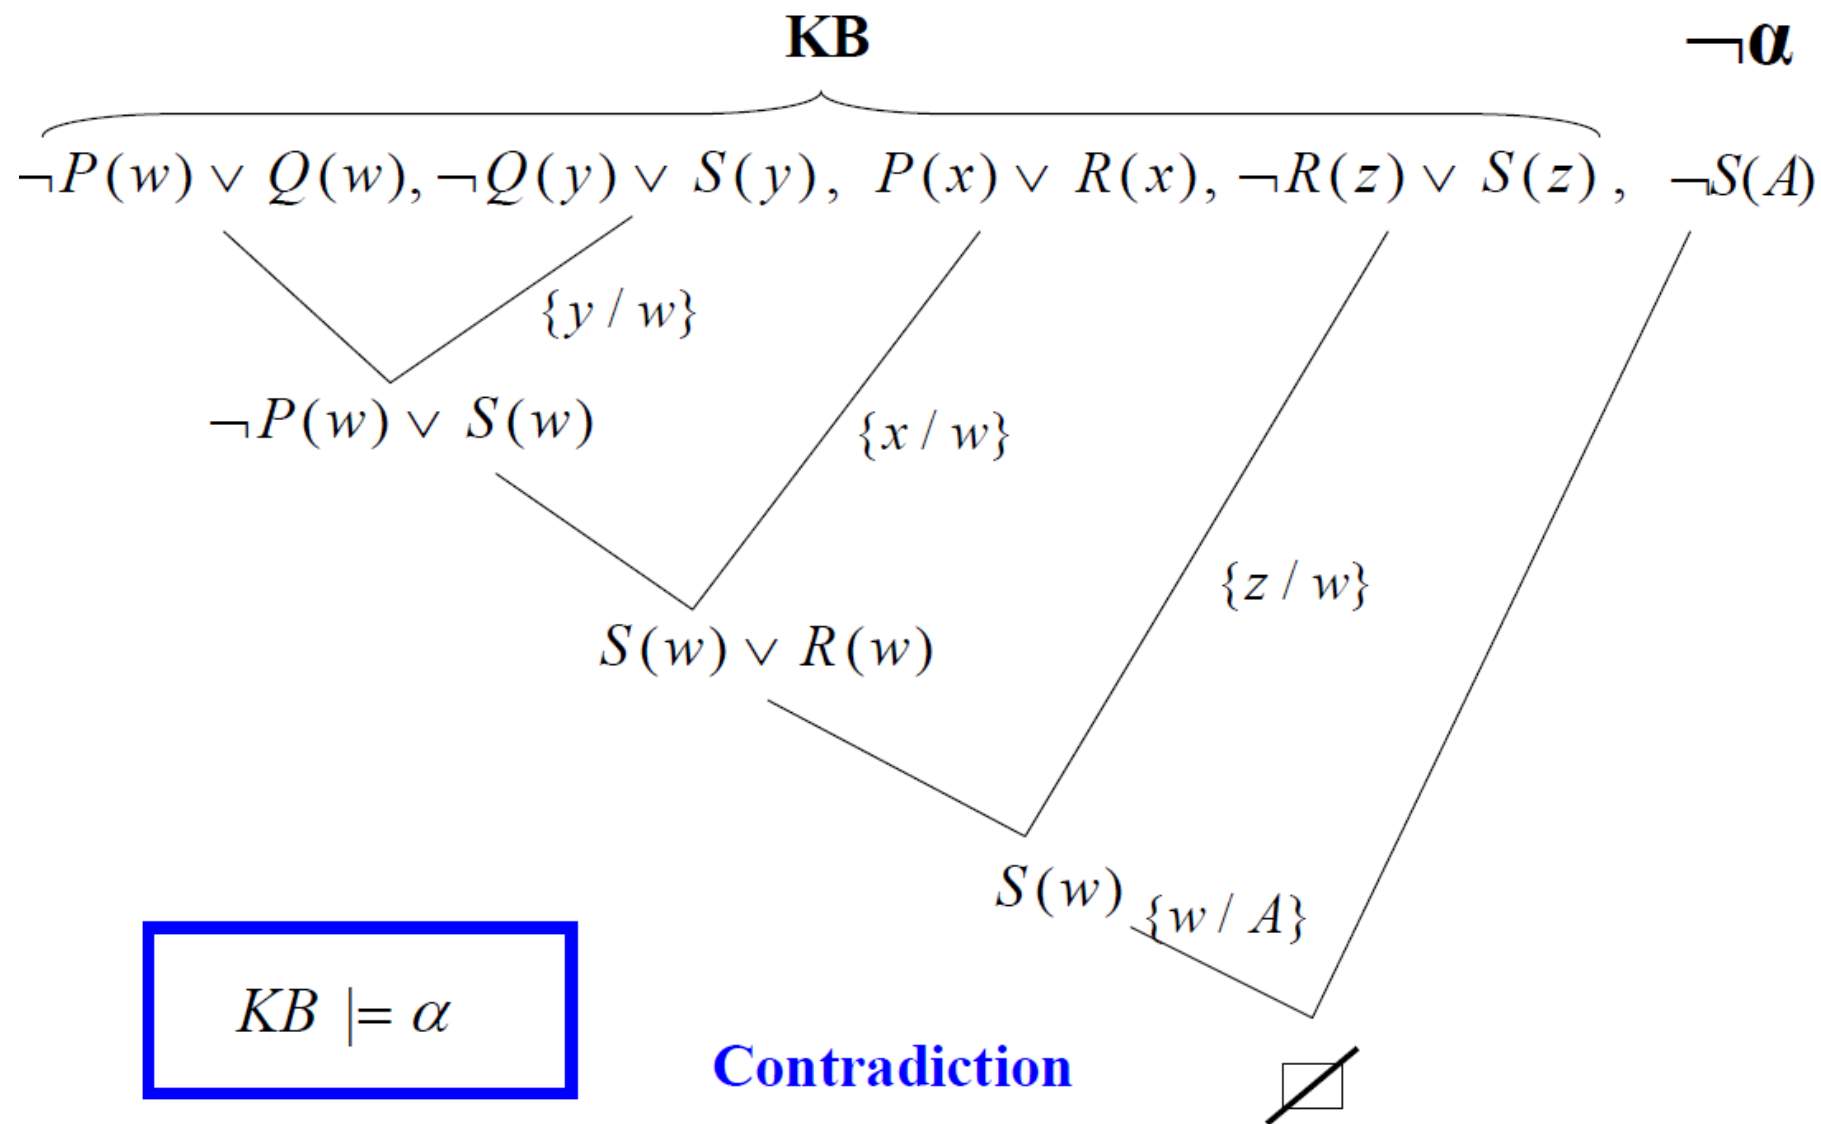 KB ¬α
¬P(w) ∨ Q(w), ¬Q(y) ∨ S(y), P(x) ∨ R(x), ¬R(z) ∨ S(z), ¬S(A)
{y / w}
¬P(w) ∨ S(w)
{x / w}
{z / w}
S(w) ∨ R(w)
S(w) {w / A}
KB |= α
Contradiction